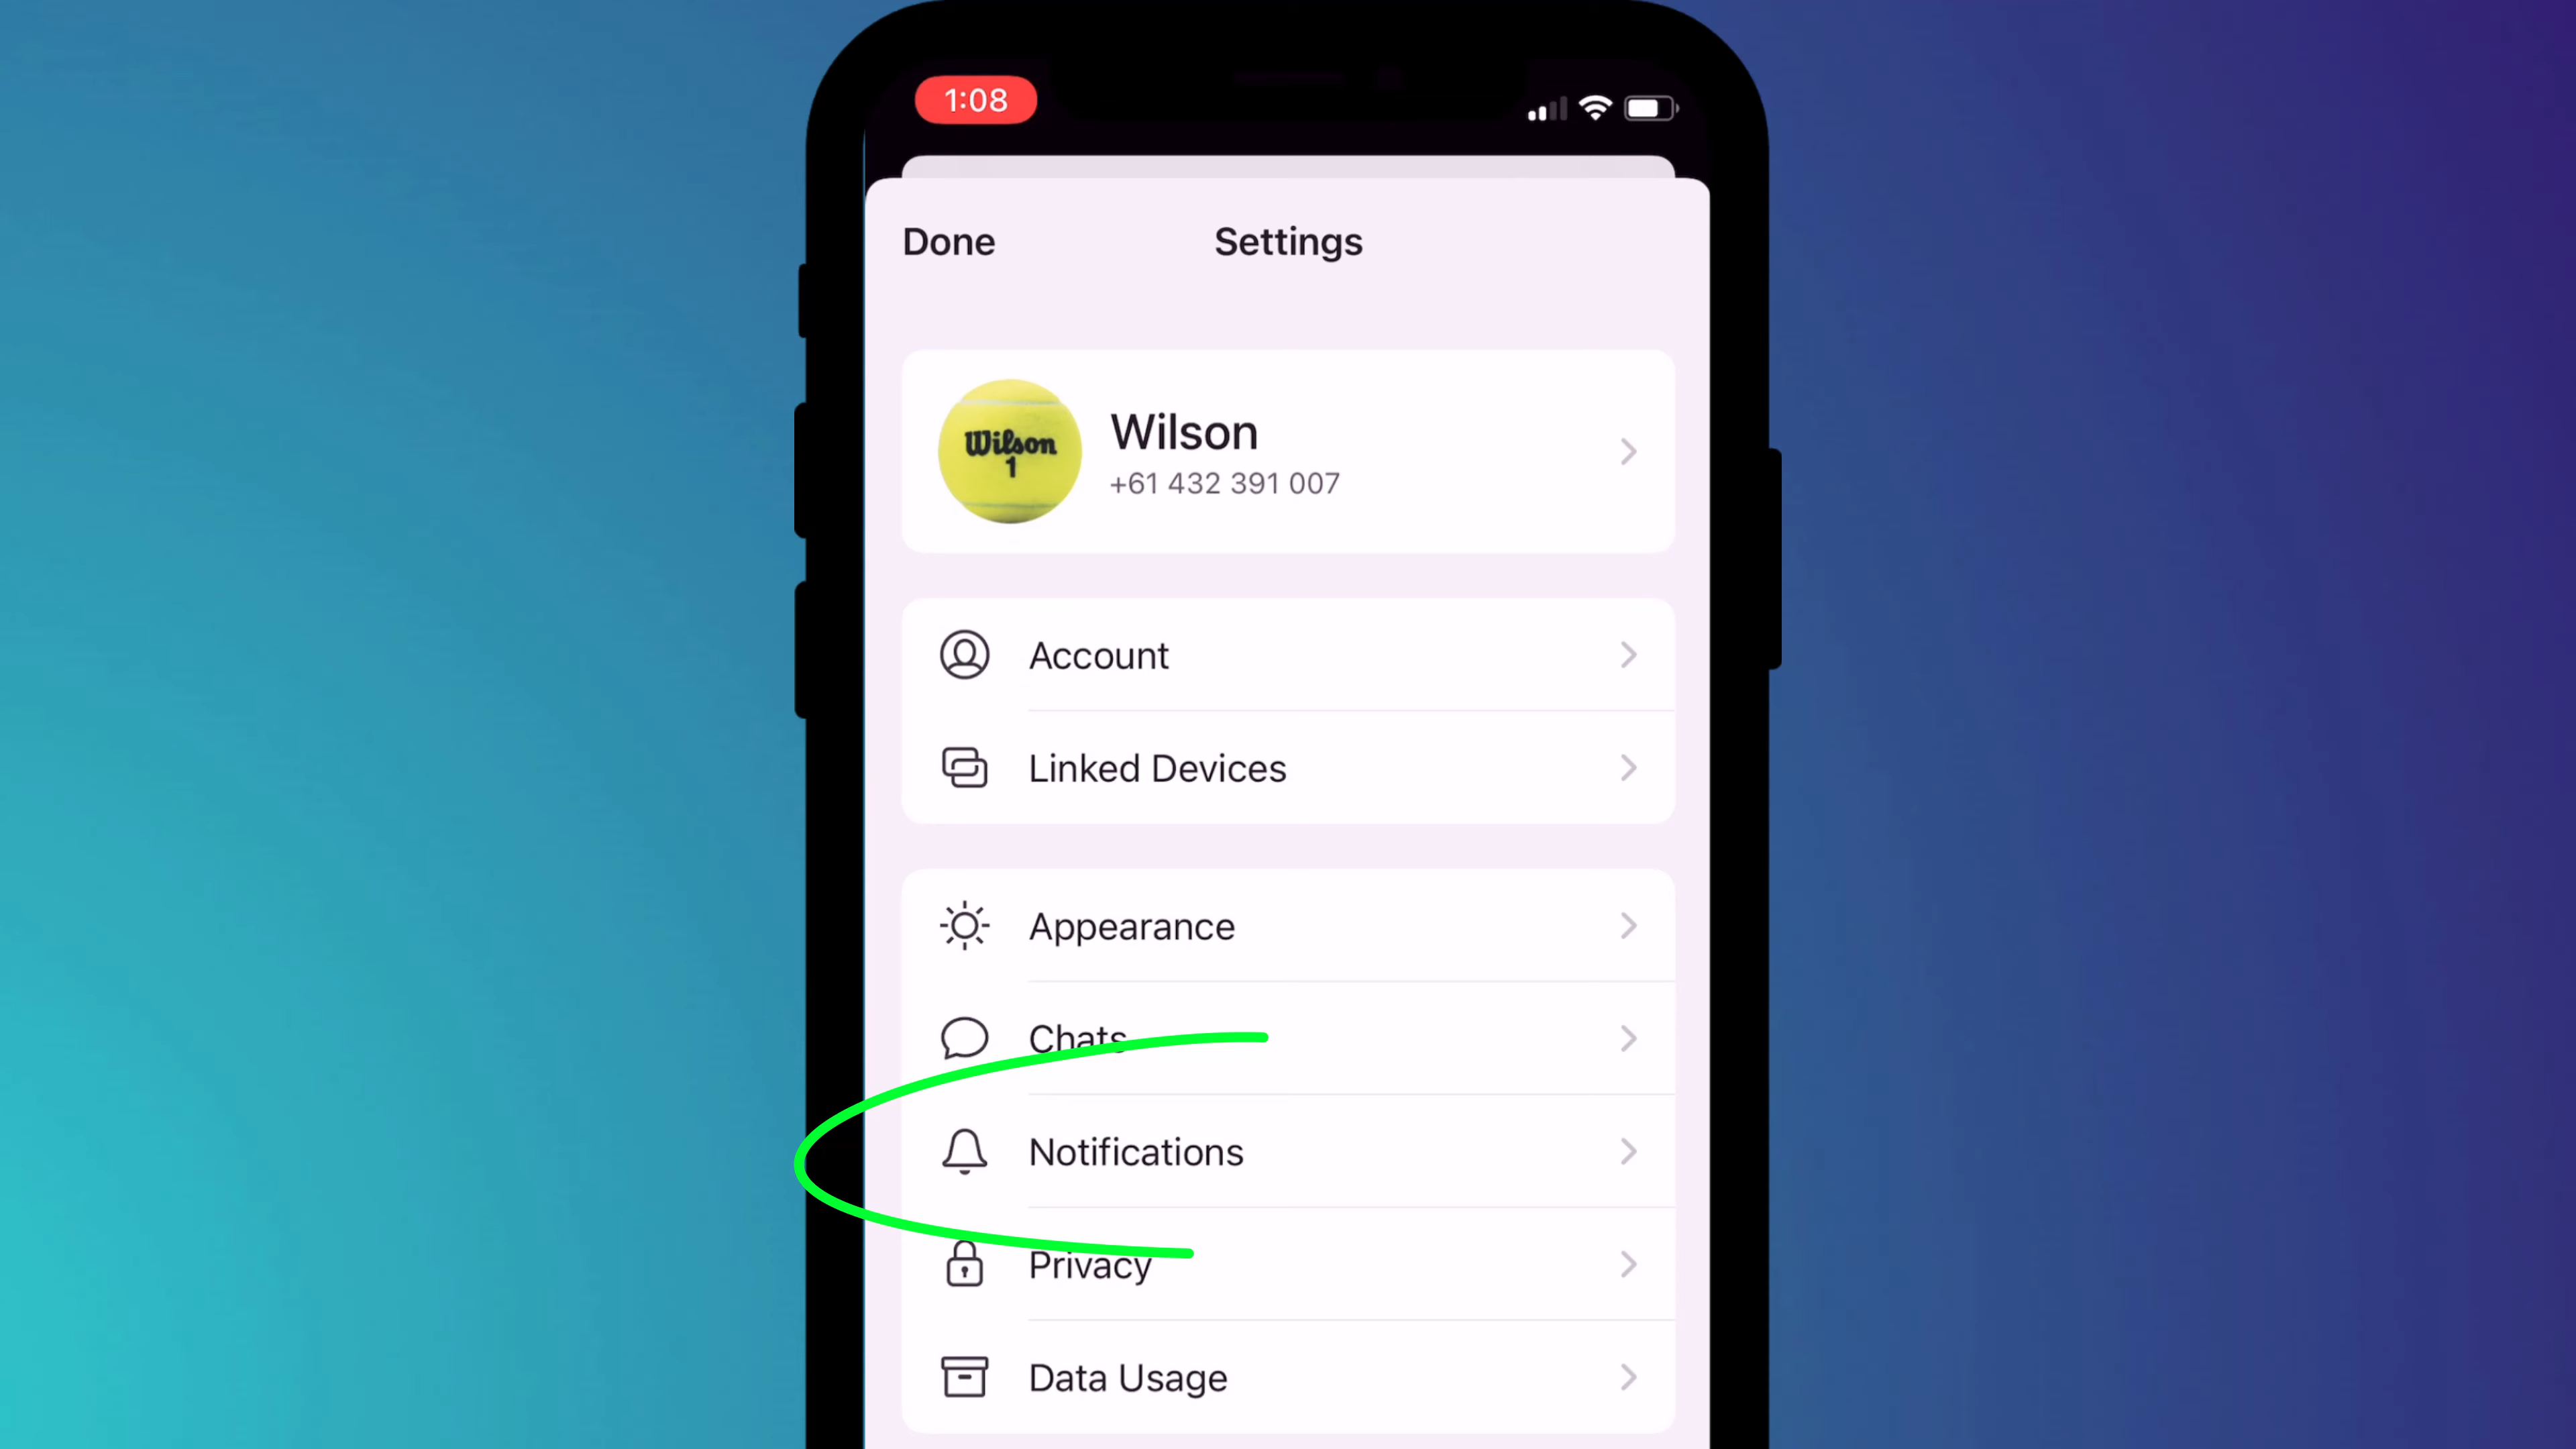 1:08
Done
Settings
Wilson
1
Wilson
+61 432 391 007
Account
Linked Devices
Appearance
Chats
Notifications
Privacy
Data Usage